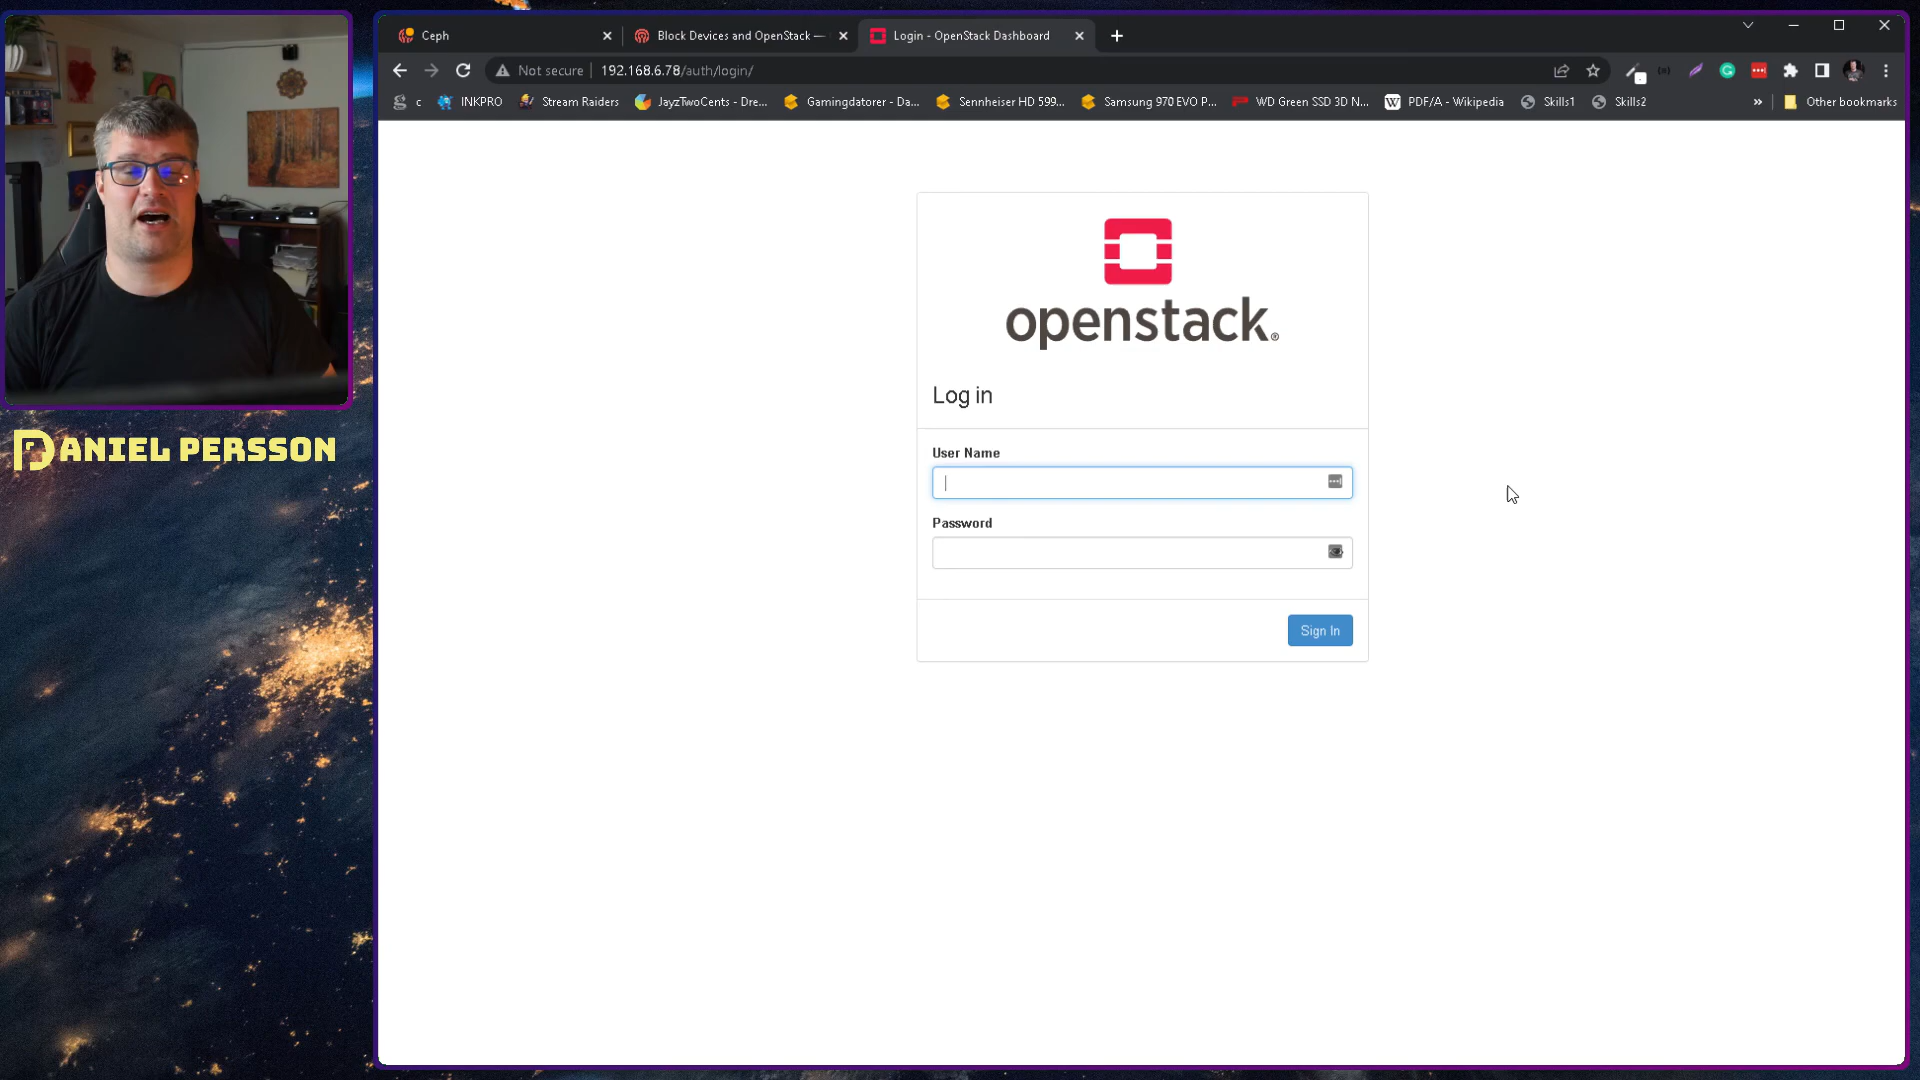 Ceph
Block Devices and OpenStack —
Login - OpenStack Dashboard
Not secure
192.168.6.78/auth/login/
c
INKPRO
Stream Raiders
JayzTwoCents - Dre...
Gamingdatorer - Da...
Sennheiser HD 599...
Samsung 970 EVO P...
WD Green SSD 3D N...
W PDF/A - Wikipedia
Skills1
Skills2
»
Other bookmarks
openstack®
Log in
User Name
Password
Sign In
DANIEL PERSSON